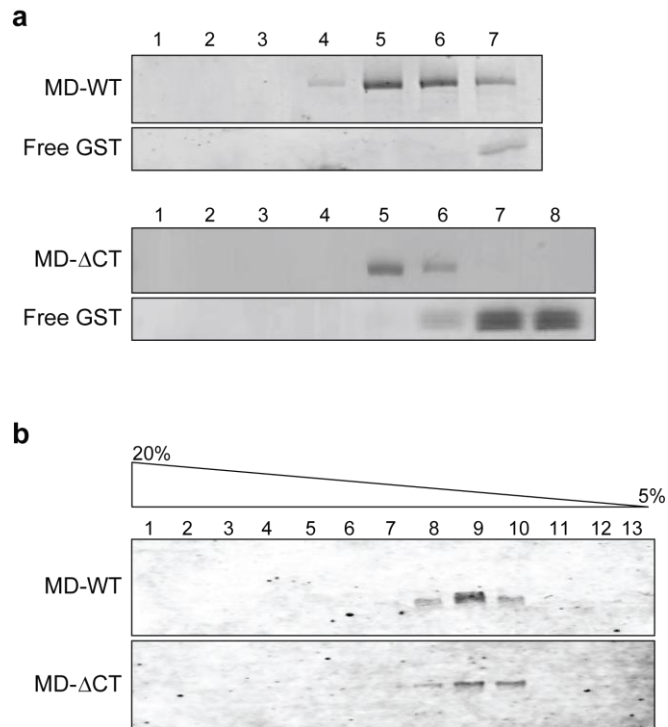 a
1 2 3 4 5 6 7
MD-WT
Free GST
1 2 3 4 5 6 7 8
MD-ΔCT
Free GST
b
20%
5%
1 2 3 4 5 6 7 8 9 10 11 12 13
MD-WT
MD-ΔCT